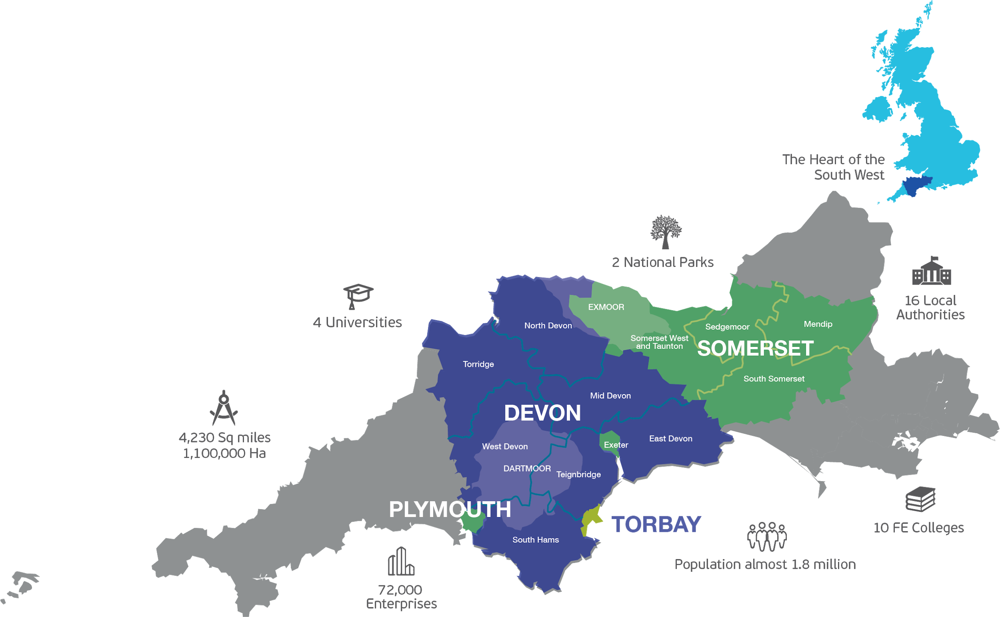 The Heart of the
South West
2 National Parks
16 Local
Authorities
4 Universities
EXMOOR
North Devon
Sedgemoor
Mendip
Somerset West
and Taunton
SOMERSET
Torridge
South Somerset
Mid Devon
DEVON
4,230 Sq miles
1,100,000 Ha
West Devon
Exeter
East Devon
DARTMOOR
Teignbridge
PLYMOUTH
TORBAY
South Hams
10 FE Colleges
Population almost 1.8 million
72,000
Enterprises